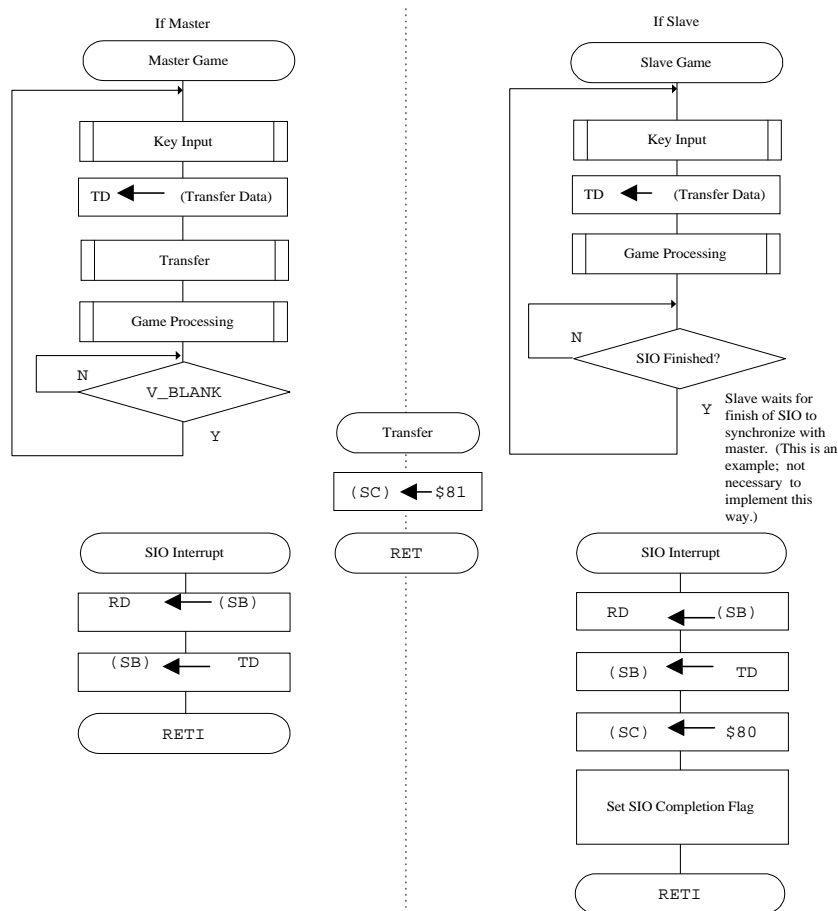 If Master
Master Game
Key Input
TD (Transfer Data)
Transfer
Game Processing
N
V_BLANK
Y
If Slave
Slave Game
Key Input
TD (Transfer Data)
Game Processing
N
SIO Finished?
Y
Slave waits for
finish of SIO to
synchronize with
master. (This is an
example; not
necessary to
implement this
way.)
Transfer
(SC) $81
RET
SIO Interrupt
RD (SB)
(SB) TD
RETI
SIO Interrupt
RD (SB)
(SB) TD
(SC) $80
Set SIO Completion Flag
RETI